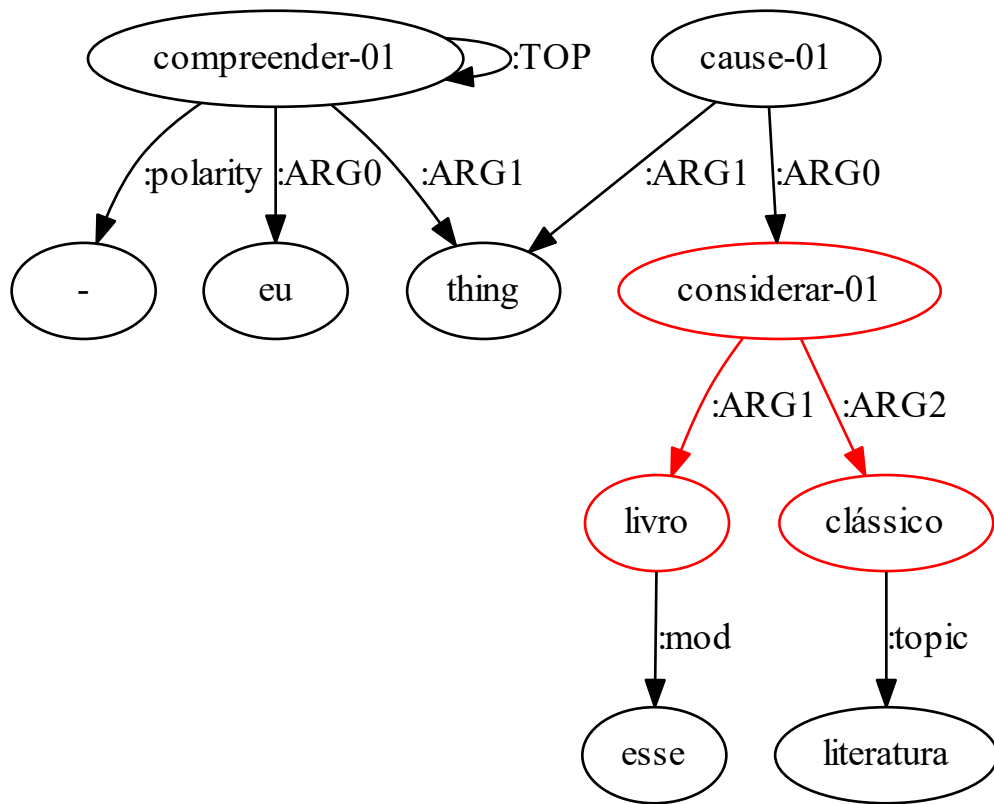 compreender-01
:TOP
cause-01
:polarity
:ARG0
:ARG1
:ARG1
:ARG0
-
eu
thing
considerar-01
:ARG1
:ARG2
livro
clássico
:mod
:topic
esse
literatura